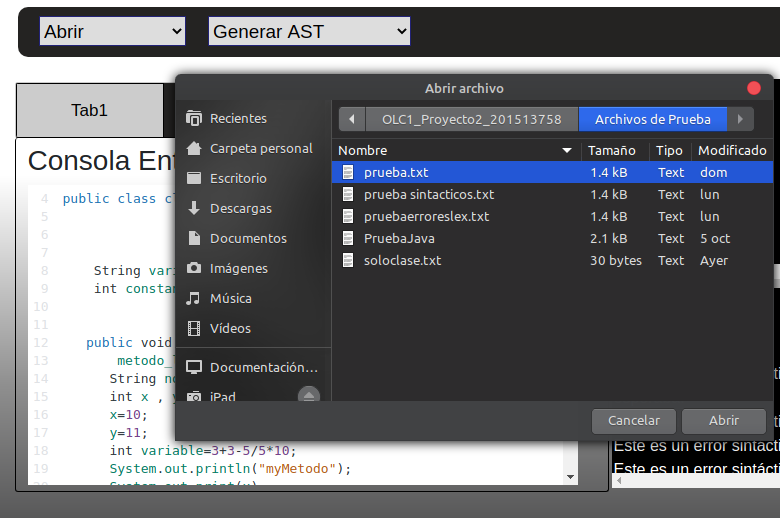 Abrir
Generar AST
Tab1
Consola Ent
4 public class c
5
6
7
8 String vari
9 int constan
10
11
12 public void
13 metodo_
14 String no
15 int x , y
16 x=10;
17 y=11;
18 int variable=3+3-5/5*10;
19 System.out.println("myMetodo");
20 System.out.print(x)
Abrir archivo
Recientes
Carpeta personal
Escritorio
Descargas
Documentos
Imágenes
Música
Vídeos
Documentación…
iPad
OLC1_Proyecto2_201513758
Archivos de Prueba
Nombre Tamaño Tipo Modificado
prueba.txt 1.4 kB Text dom
prueba sintacticos.txt 1.4 kB Text lun
pruebaerroreslex.txt 1.4 kB Text lun
PruebaJava 2.1 kB Text 5 oct
soloclase.txt 30 bytes Text Ayer
Cancelar
Abrir
Este es un error sintácti
Este es un error sintácti